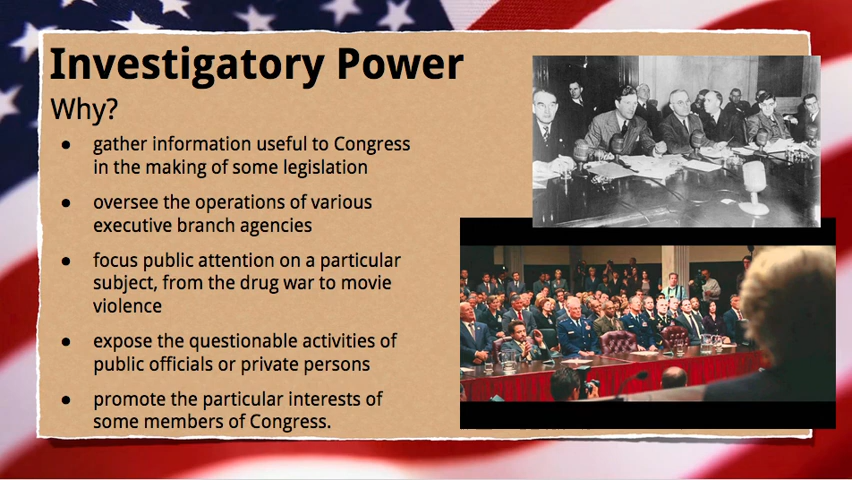 Investigatory Power
Why?
● gather information useful to Congress
in the making of some legislation
● oversee the operations of various
executive branch agencies
● focus public attention on a particular
subject, from the drug war to movie
violence
● expose the questionable activities of
public officials or private persons
● promote the particular interests of
some members of Congress.